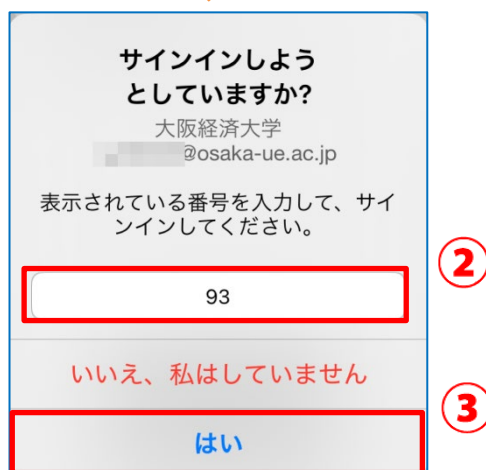 サインインしよう
としていますか?
大阪経済大学
@osaka-ue.ac.jp
表示されている番号を入力して、サイ
ンインしてください。
②
93
いいえ、私はしていません
③
はい